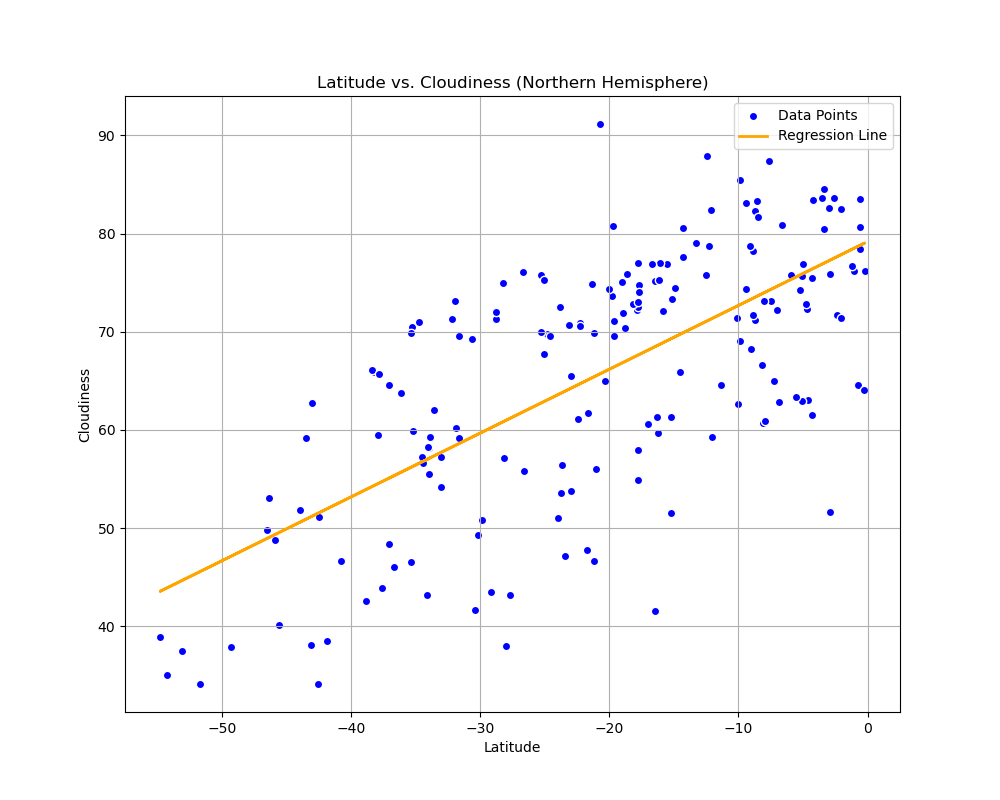 Latitude vs. Cloudiness (Northern Hemisphere)
Data Points
Regression Line
90
80
70
60
50
40
Cloudiness
−50
−40
−30
−20
−10
0
Latitude